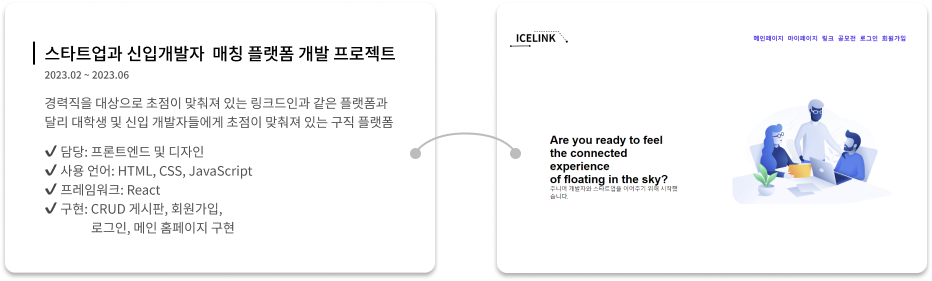 스타트업과 신입개발자 매칭 플랫폼 개발 프로젝트
2023.02 ~ 2023.06
경력직을 대상으로 초점이 맞춰져 있는 링크드인과 같은 플랫폼과
달리 대학생 및 신입 개발자들에게 초점이 맞춰져 있는 구직 플랫폼
✔ 담당: 프론트엔드 및 디자인
✔ 사용 언어: HTML, CSS, JavaScript
✔ 프레임워크: React
✔ 구현: CRUD 게시판, 회원가입,
로그인, 메인 홈페이지 구현
ICELINK
메인페이지 마이페이지 링크 공모전 로그인 회원가입
Are you ready to feel
the connected
experience
of floating in the sky?
주니어 개발자와 스타트업을 이어주기 위해 시작했
습니다.